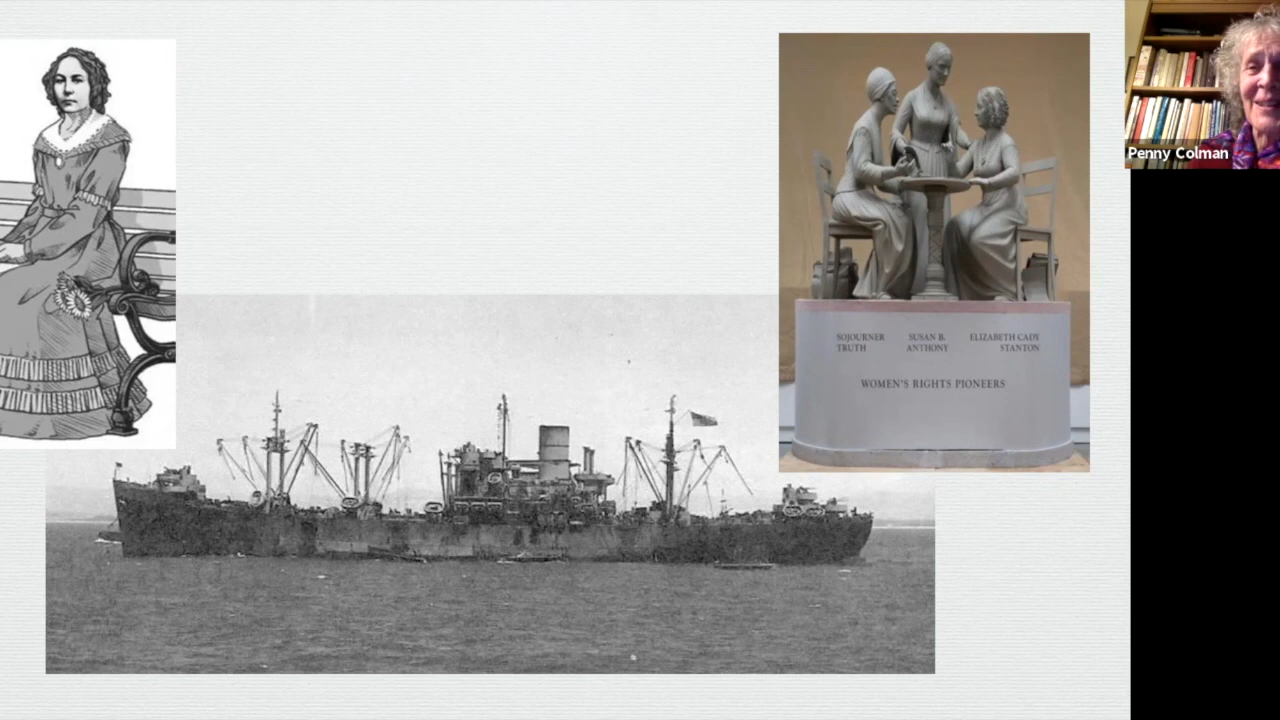 SOJOURNER TRUTH
SUSAN B. ANTHONY
ELIZABETH CADY STANTON
WOMEN'S RIGHTS PIONEERS
Penny Colman